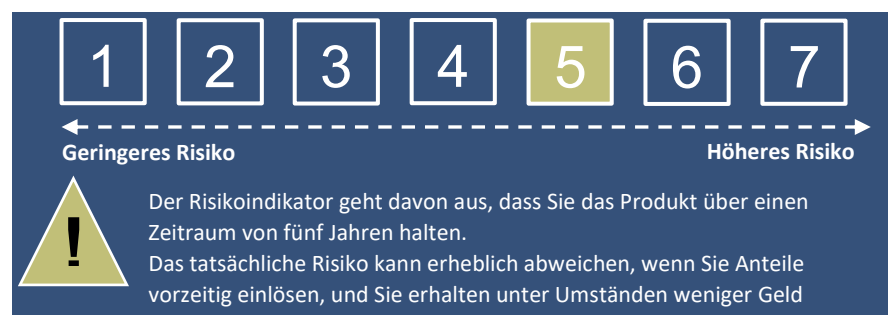 1 2 3 4 5 6 7
Geringeres Risiko Höheres Risiko
!
Der Risikoindikator geht davon aus, dass Sie das Produkt über einen
Zeitraum von fünf Jahren halten.
Das tatsächliche Risiko kann erheblich abweichen, wenn Sie Anteile
vorzeitig einlösen, und Sie erhalten unter Umständen weniger Geld